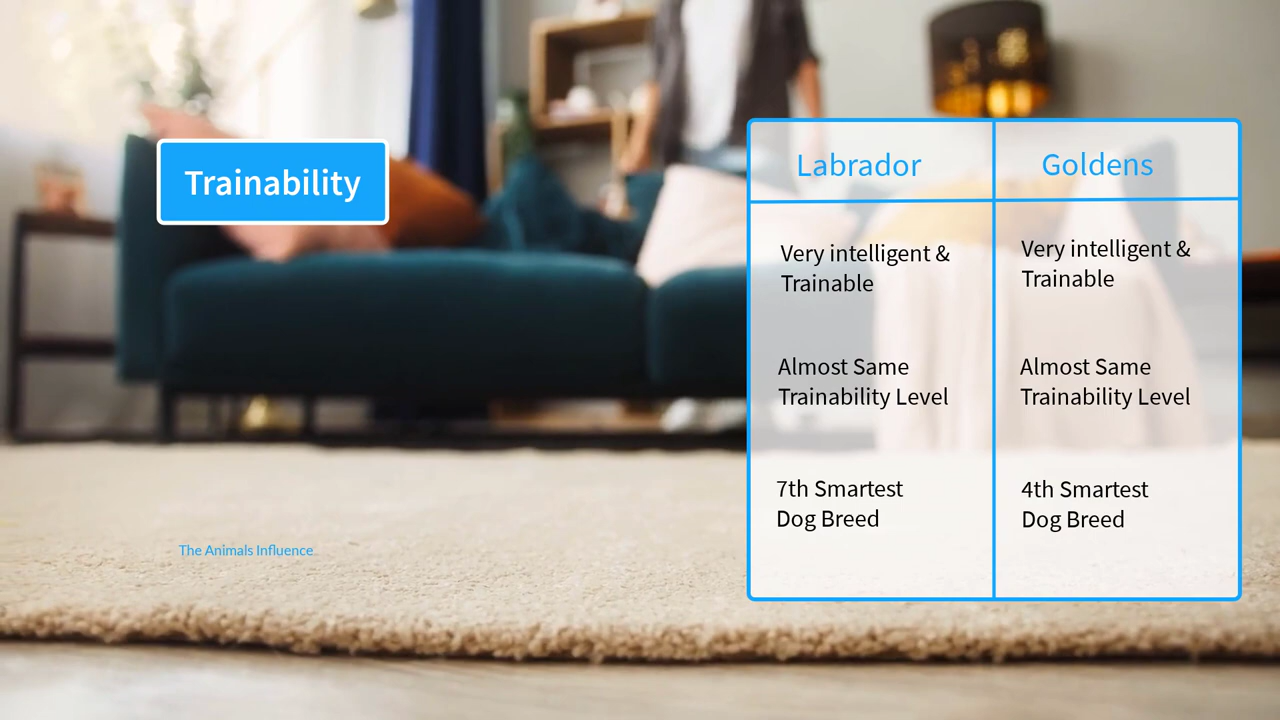 Trainability
Labrador
Goldens
Very intelligent &
Trainable
Very intelligent &
Trainable
Almost Same
Trainability Level
Almost Same
Trainability Level
7th Smartest
Dog Breed
4th Smartest
Dog Breed
The Animals Influence